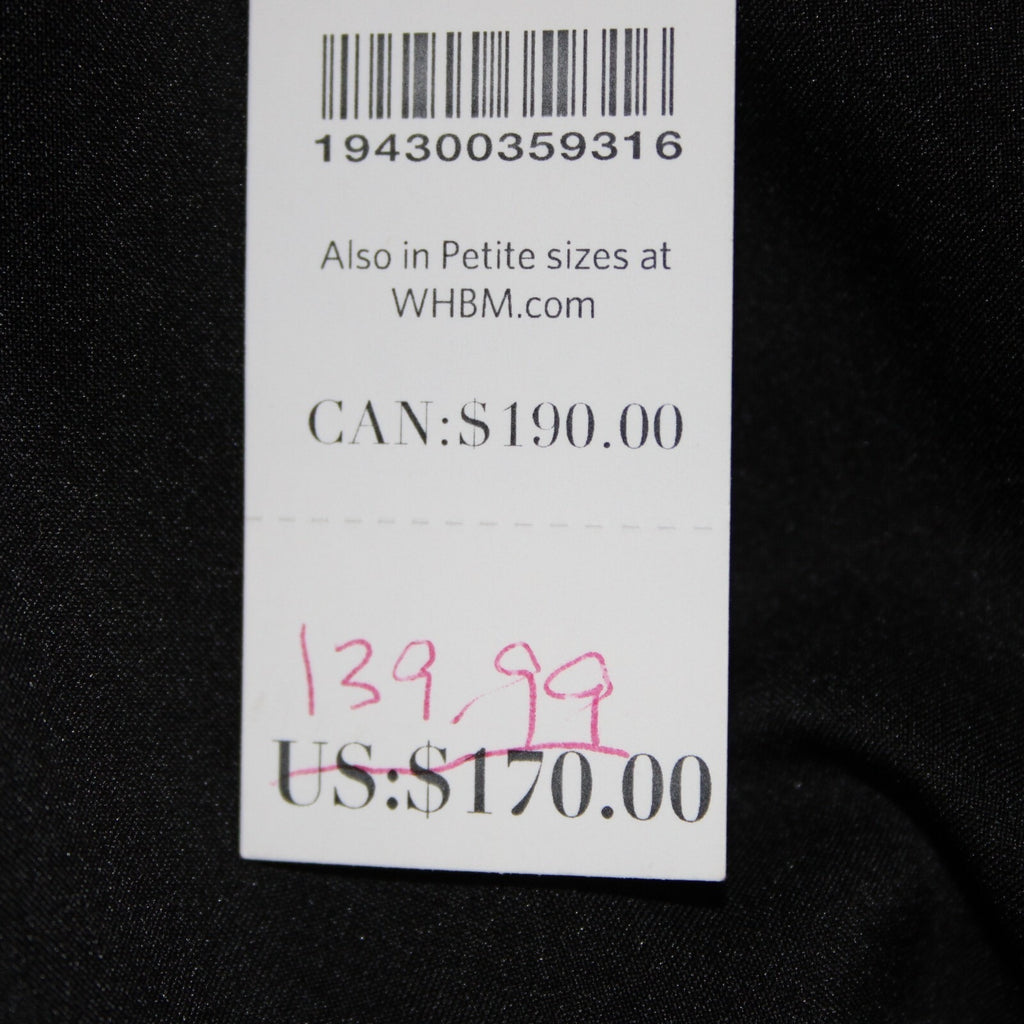 194300359316
Also in Petite sizes at
WHBM.com
CAN:$190.00
139.99
US:$170.00